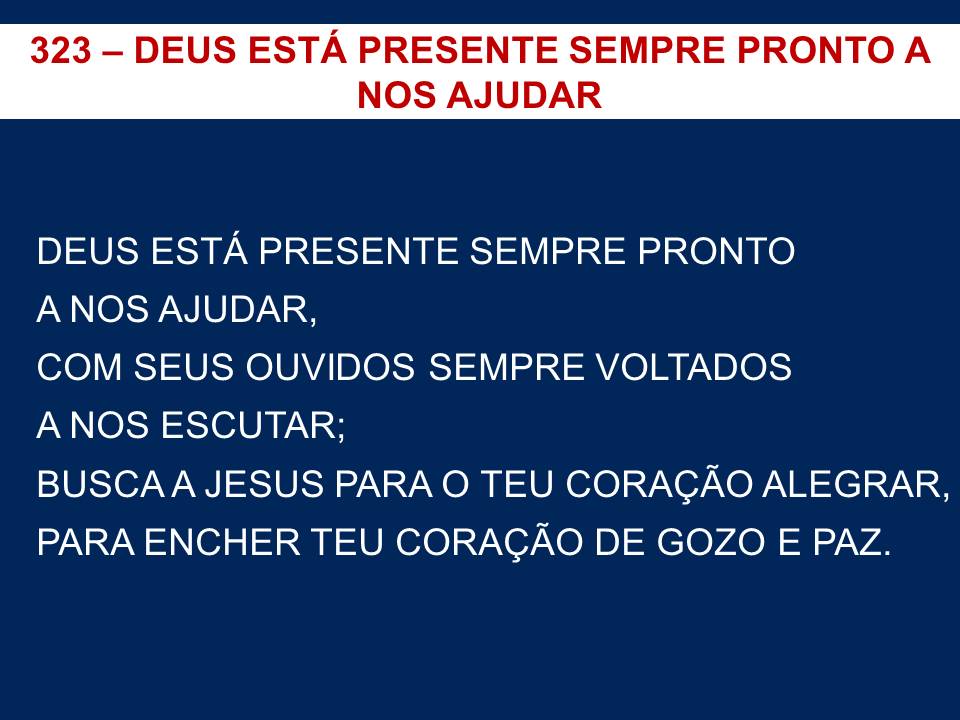 323 – DEUS ESTÁ PRESENTE SEMPRE PRONTO A
NOS AJUDAR
DEUS ESTÁ PRESENTE SEMPRE PRONTO
A NOS AJUDAR,
COM SEUS OUVIDOS SEMPRE VOLTADOS
A NOS ESCUTAR;
BUSCA A JESUS PARA O TEU CORAÇÃO ALEGRAR,
PARA ENCHER TEU CORAÇÃO DE GOZO E PAZ.